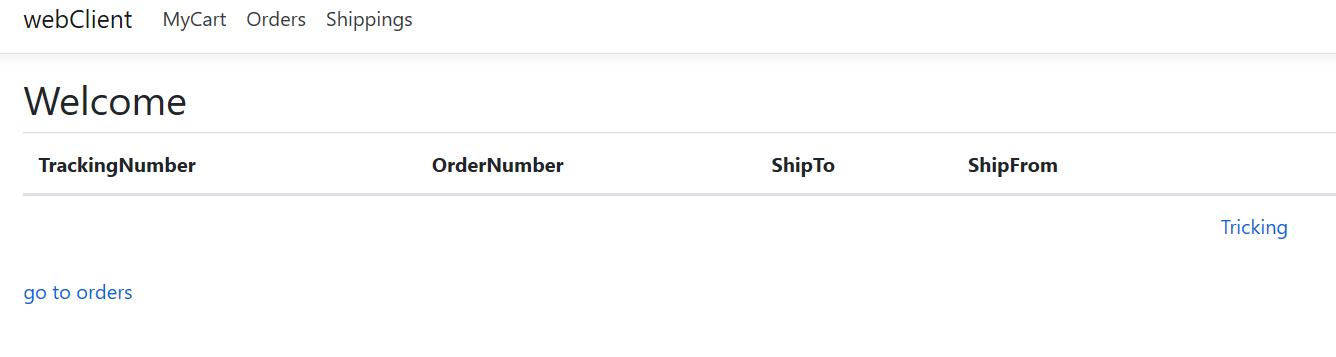 webClient MyCart Orders Shippings
Welcome
TrackingNumber OrderNumber ShipTo ShipFrom
Tricking
go to orders